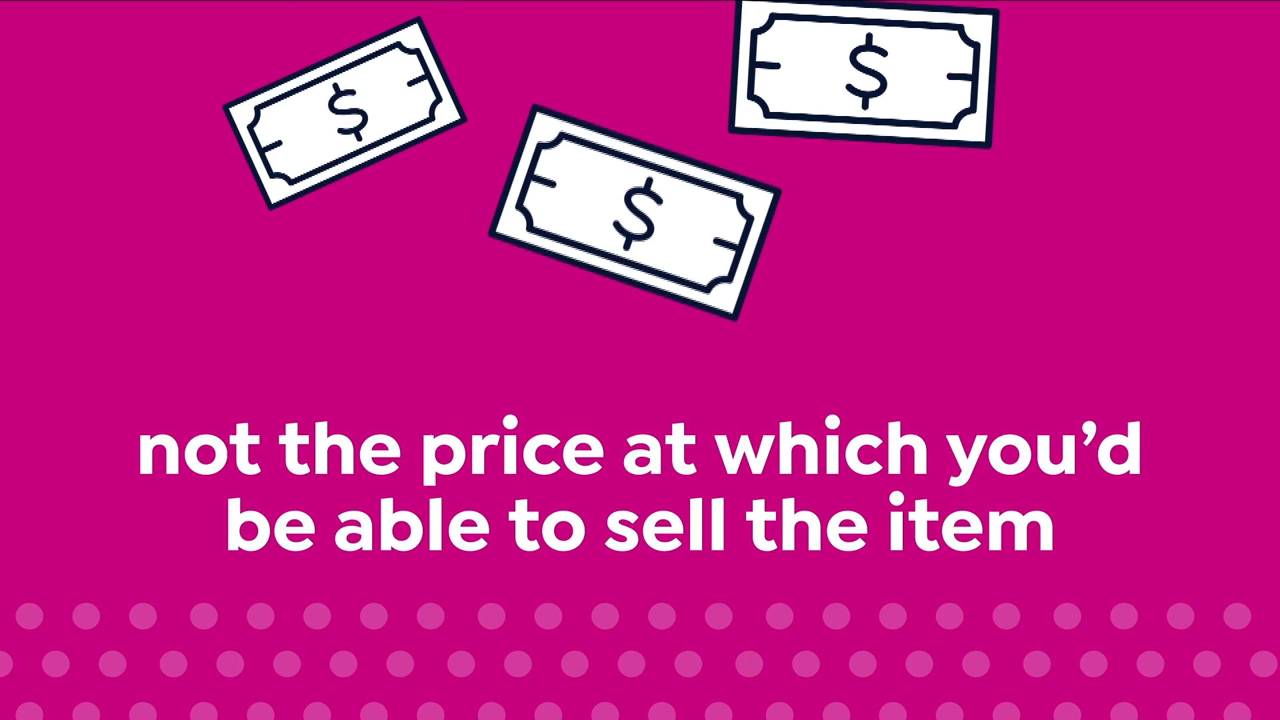 $
$
$
not the price at which you’d
be able to sell the item